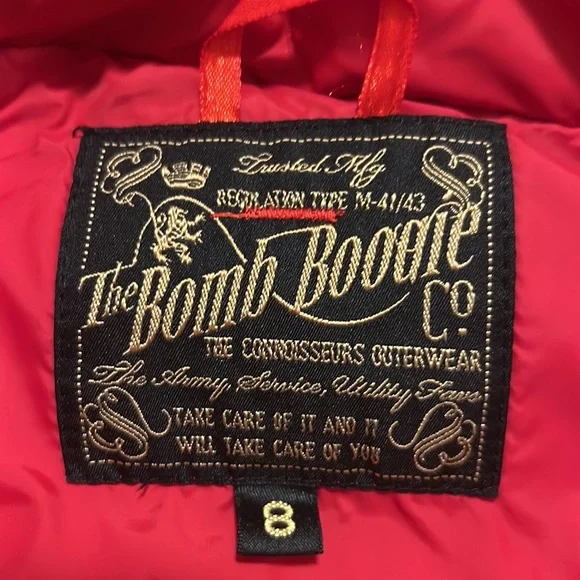 Trusted Mfg
REGULATION TYPE M-41/43
The Bomb Boogie Co
THE CONNOISSEURS OUTERWEAR
The Army, Service, Utility Favs
TAKE CARE OF IT AND IT
WILL TAKE CARE OF YOU
8